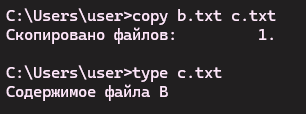 C:\Users\user>copy b.txt c.txt
Скопировано файлов:         1.
C:\Users\user>type c.txt
Содержимое файла B